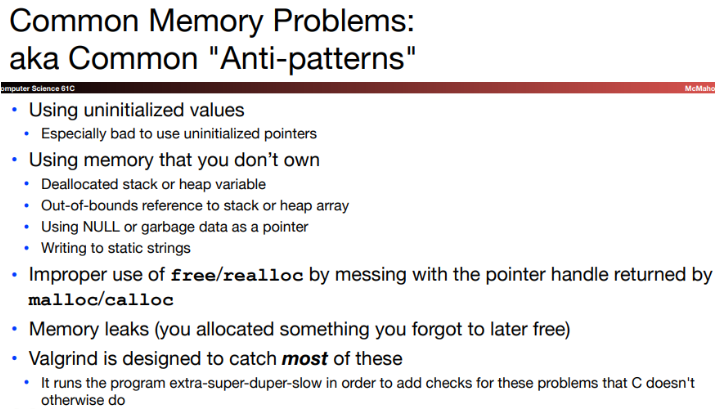 Common Memory Problems:
aka Common "Anti-patterns"
omputer Science 61C
McMaho
• Using uninitialized values
• Especially bad to use uninitialized pointers
• Using memory that you don’t own
• Deallocated stack or heap variable
• Out-of-bounds reference to stack or heap array
• Using NULL or garbage data as a pointer
• Writing to static strings
• Improper use of free/realloc by messing with the pointer handle returned by
malloc/calloc
• Memory leaks (you allocated something you forgot to later free)
• Valgrind is designed to catch most of these
• It runs the program extra-super-duper-slow in order to add checks for these problems that C doesn't
otherwise do